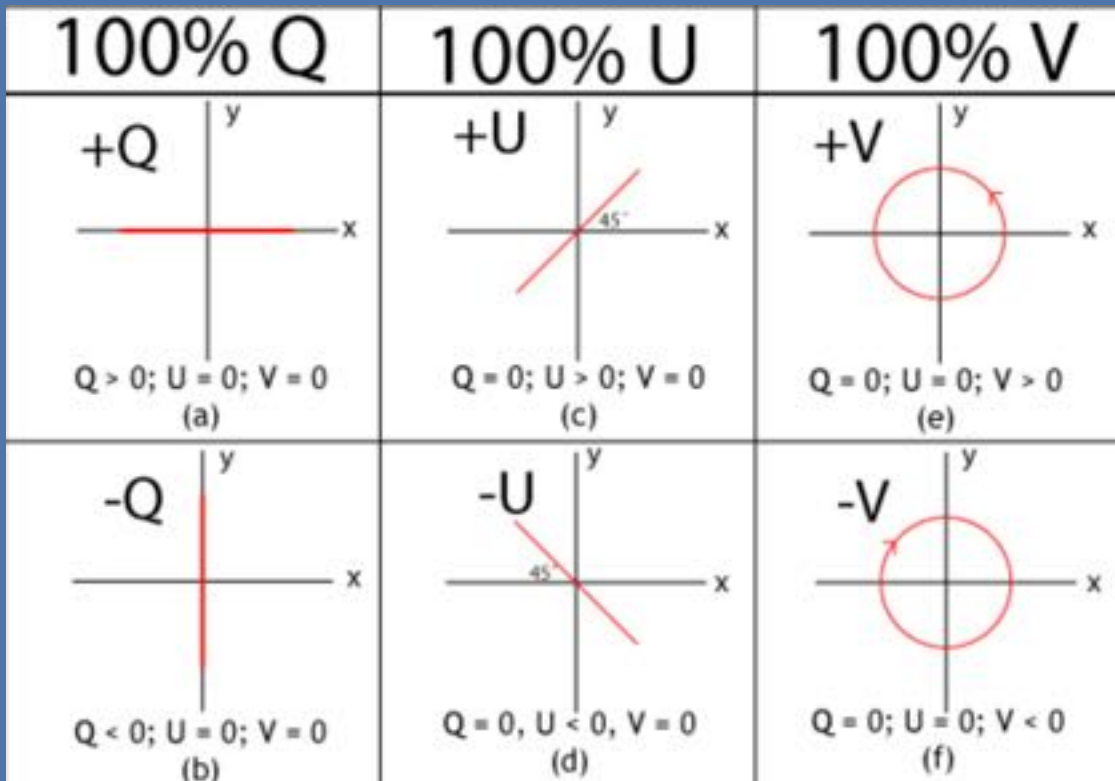 100% Q
100% U
100% V
+Q
y
x
Q > 0; U = 0; V = 0
(a)
+U
y
45°
x
Q = 0; U > 0; V = 0
(c)
+V
y
x
Q = 0; U = 0; V > 0
(e)
-Q
y
x
Q < 0; U = 0; V = 0
(b)
-U
y
45°
x
Q = 0, U < 0, V = 0
(d)
-V
y
x
Q = 0; U = 0; V < 0
(f)